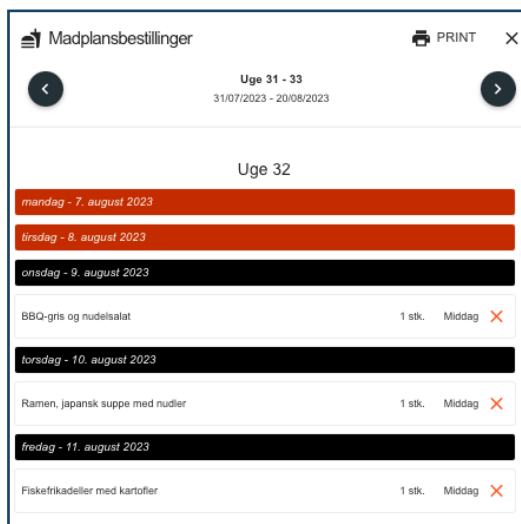 Madplansbestillinger
PRINT
Uge 31 - 33
31/07/2023 - 20/08/2023
Uge 32
mandag - 7. august 2023
tirsdag - 8. august 2023
onsdag - 9. august 2023
BBQ-gris og nudelsalat 1 stk. Middag
torsdag - 10. august 2023
Ramen, japansk suppe med nudler 1 stk. Middag
fredag - 11. august 2023
Fiskefrikadeller med kartofler 1 stk. Middag